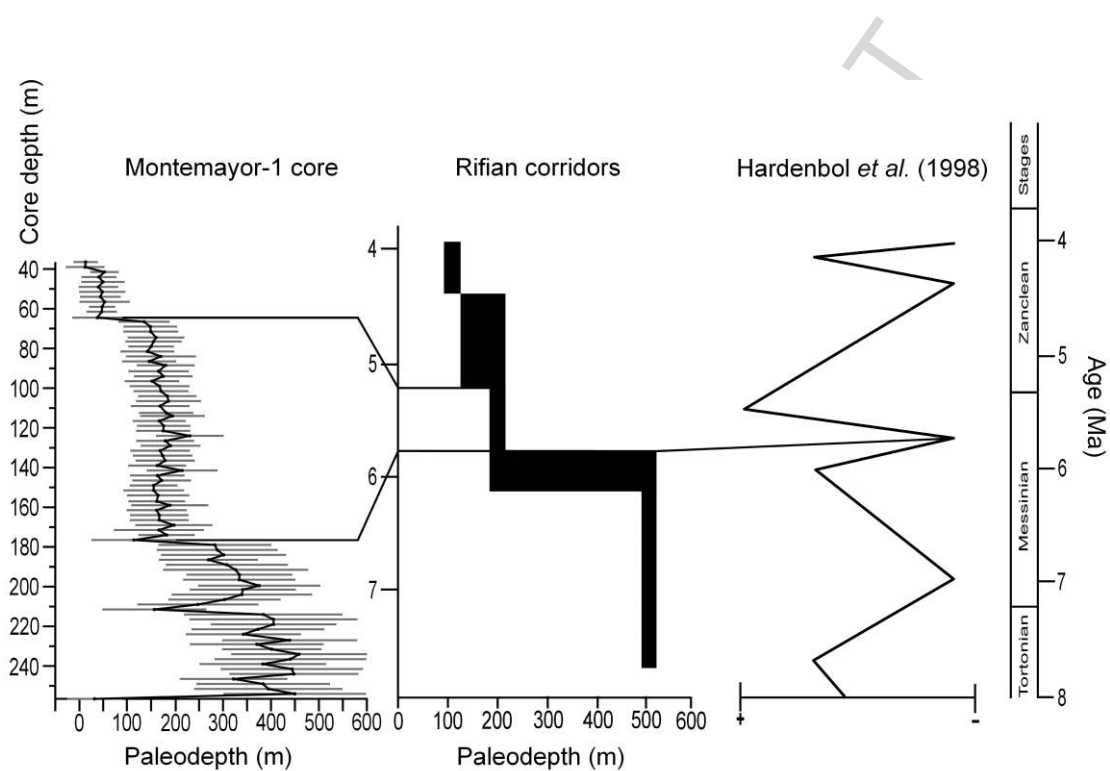 T
Montemayor-1 core
Rifian corridors
Hardenbol et al. (1998)
Stages
Core depth (m)
40
60
80
100
120
140
160
180
200
220
240
0 100 200 300 400 500 600
Paleodepth (m)
4
5
6
7
0 100 200 300 400 500 600
Paleodepth (m)
+ -
Zanclean
Messinian
Tortonian
4
5
6
7
8
Age (Ma)